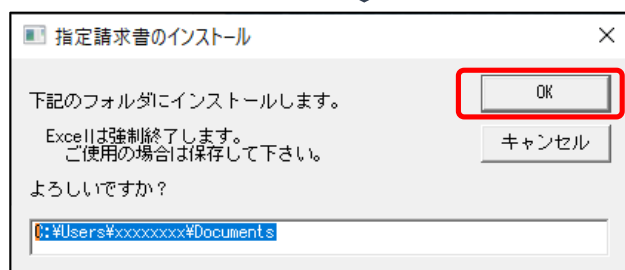 指定請求書のインストール
下記のフォルダにインストールします。
OK
Excelは強制終了します。
ご使用の場合は保存して下さい。
キャンセル
よろしいですか？
C:¥Users¥xxxxxxxx¥Documents